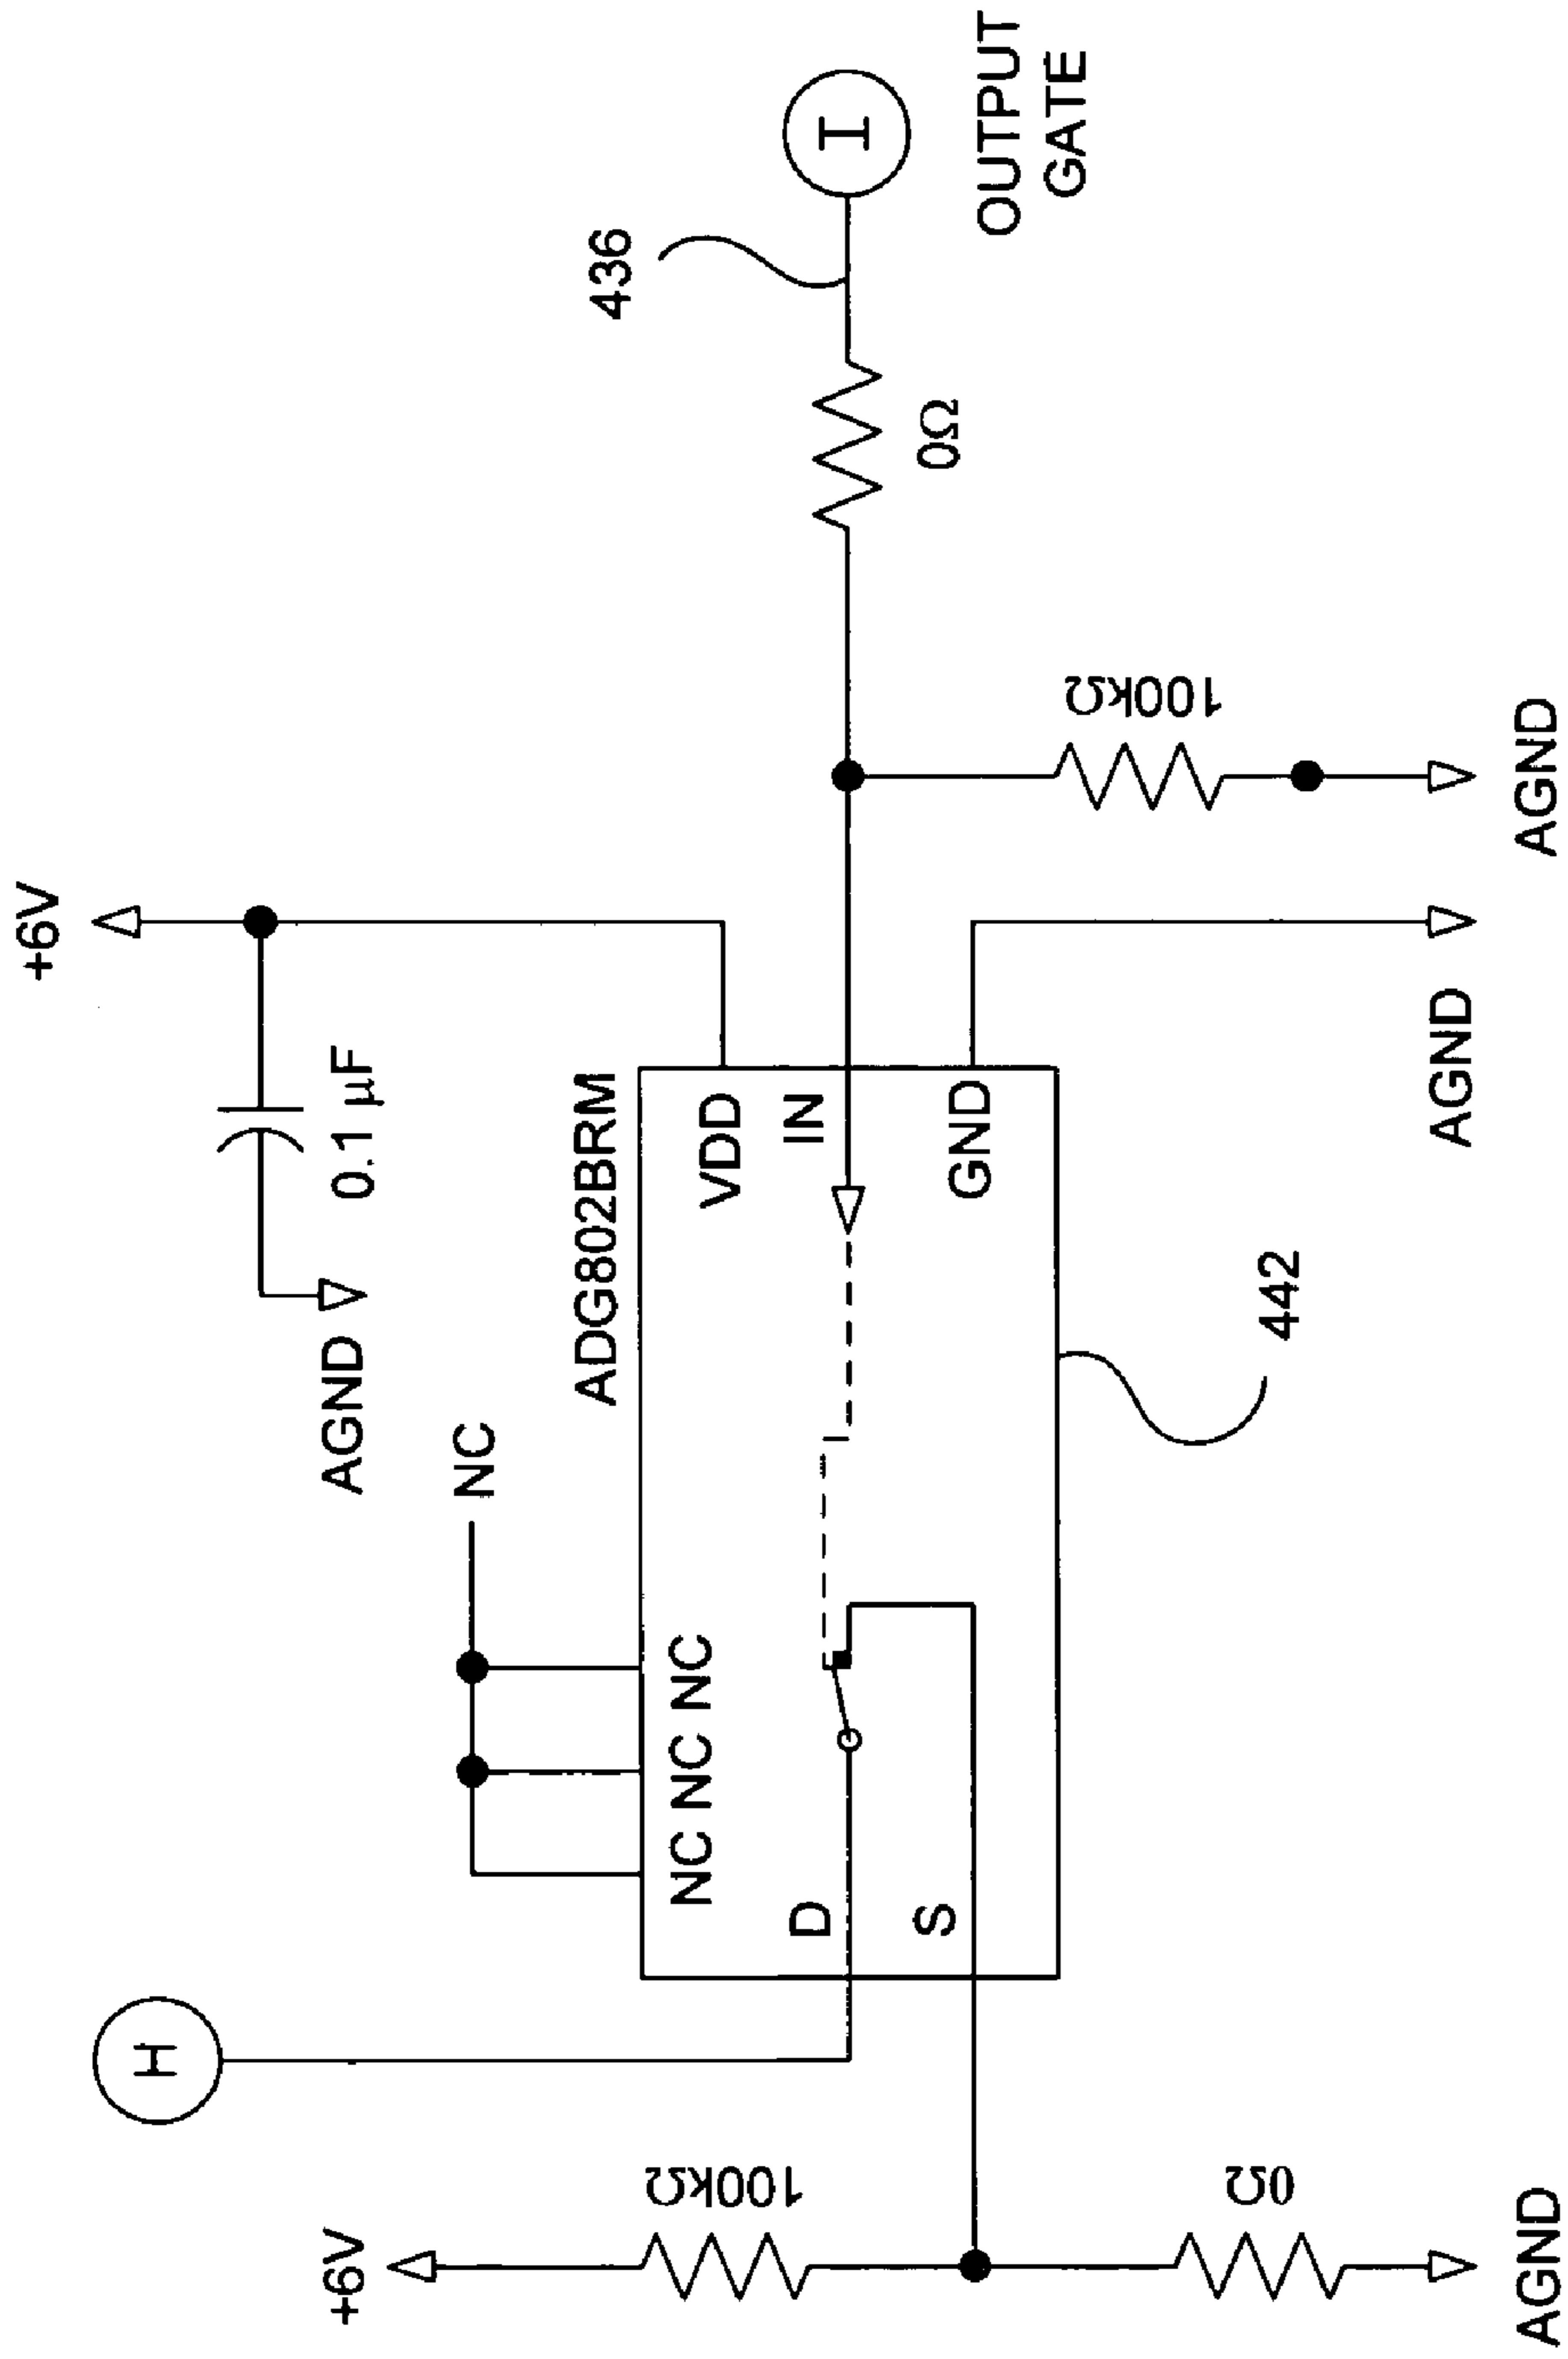 +6V
0.1 µF
AGND
NC
ADG802BRM
H
+6V
100kΩ
NC NC NC
VDD
D
IN
S
GND
436
I
0Ω
OUTPUT
GATE
100kΩ
442
0Ω
AGND
AGND
AGND